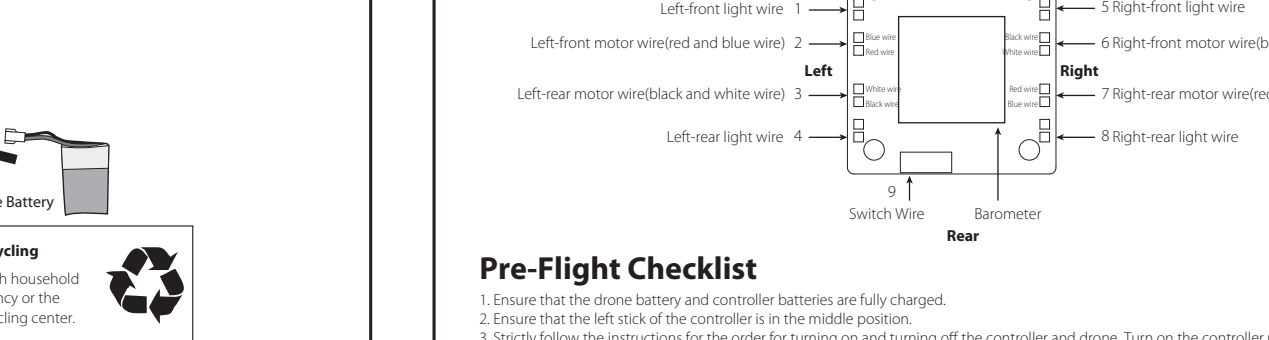 e Battery
ycling
h household
ncy or the
cling center.
Left-front light wire 1
5 Right-front light wire
Left-front motor wire(red and blue wire) 2
Blue wire
Red wire
Black wire
White wire
6 Right-front motor wire(b
Left
Right
Left-rear motor wire(black and white wire) 3
White wire
Black wire
Red wire
Blue wire
7 Right-rear motor wire(red
Left-rear light wire 4
8 Right-rear light wire
9
Switch Wire
Barometer
Rear
Pre-Flight Checklist
1. Ensure that the drone battery and controller batteries are fully charged.
2. Ensure that the left stick of the controller is in the middle position.
3. Strictly follow the instructions for the order for turning on and turning off the controller and drone. Turn on the controller